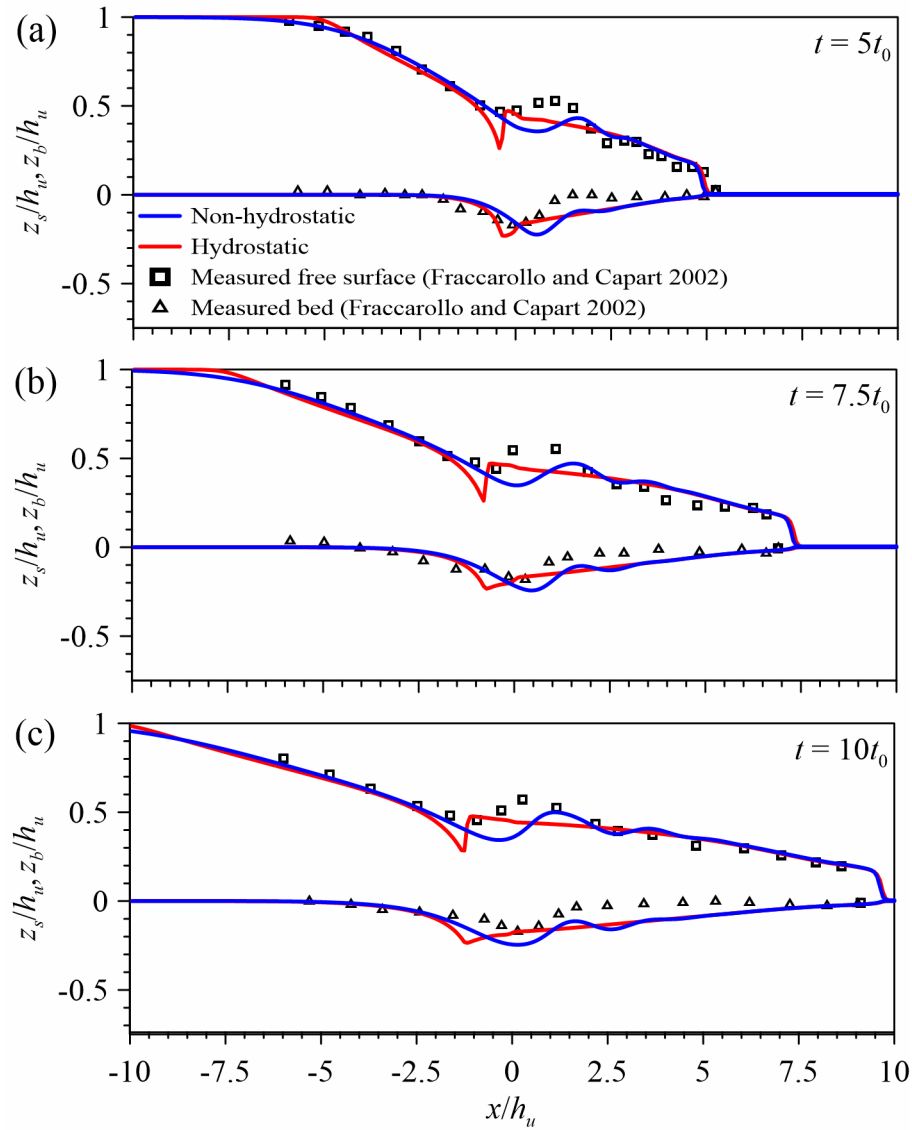 (a)
t = 5t0
1
0.5
0
-0.5
zs/hu, zb/hu
Non-hydrostatic
Hydrostatic
Measured free surface (Fraccarollo and Capart 2002)
Measured bed (Fraccarollo and Capart 2002)
(b)
t = 7.5t0
1
0.5
0
-0.5
zs/hu, zb/hu
(c)
t = 10t0
1
0.5
0
-0.5
zs/hu, zb/hu
-10 -7.5 -5 -2.5 0 2.5 5 7.5 10
x/hu